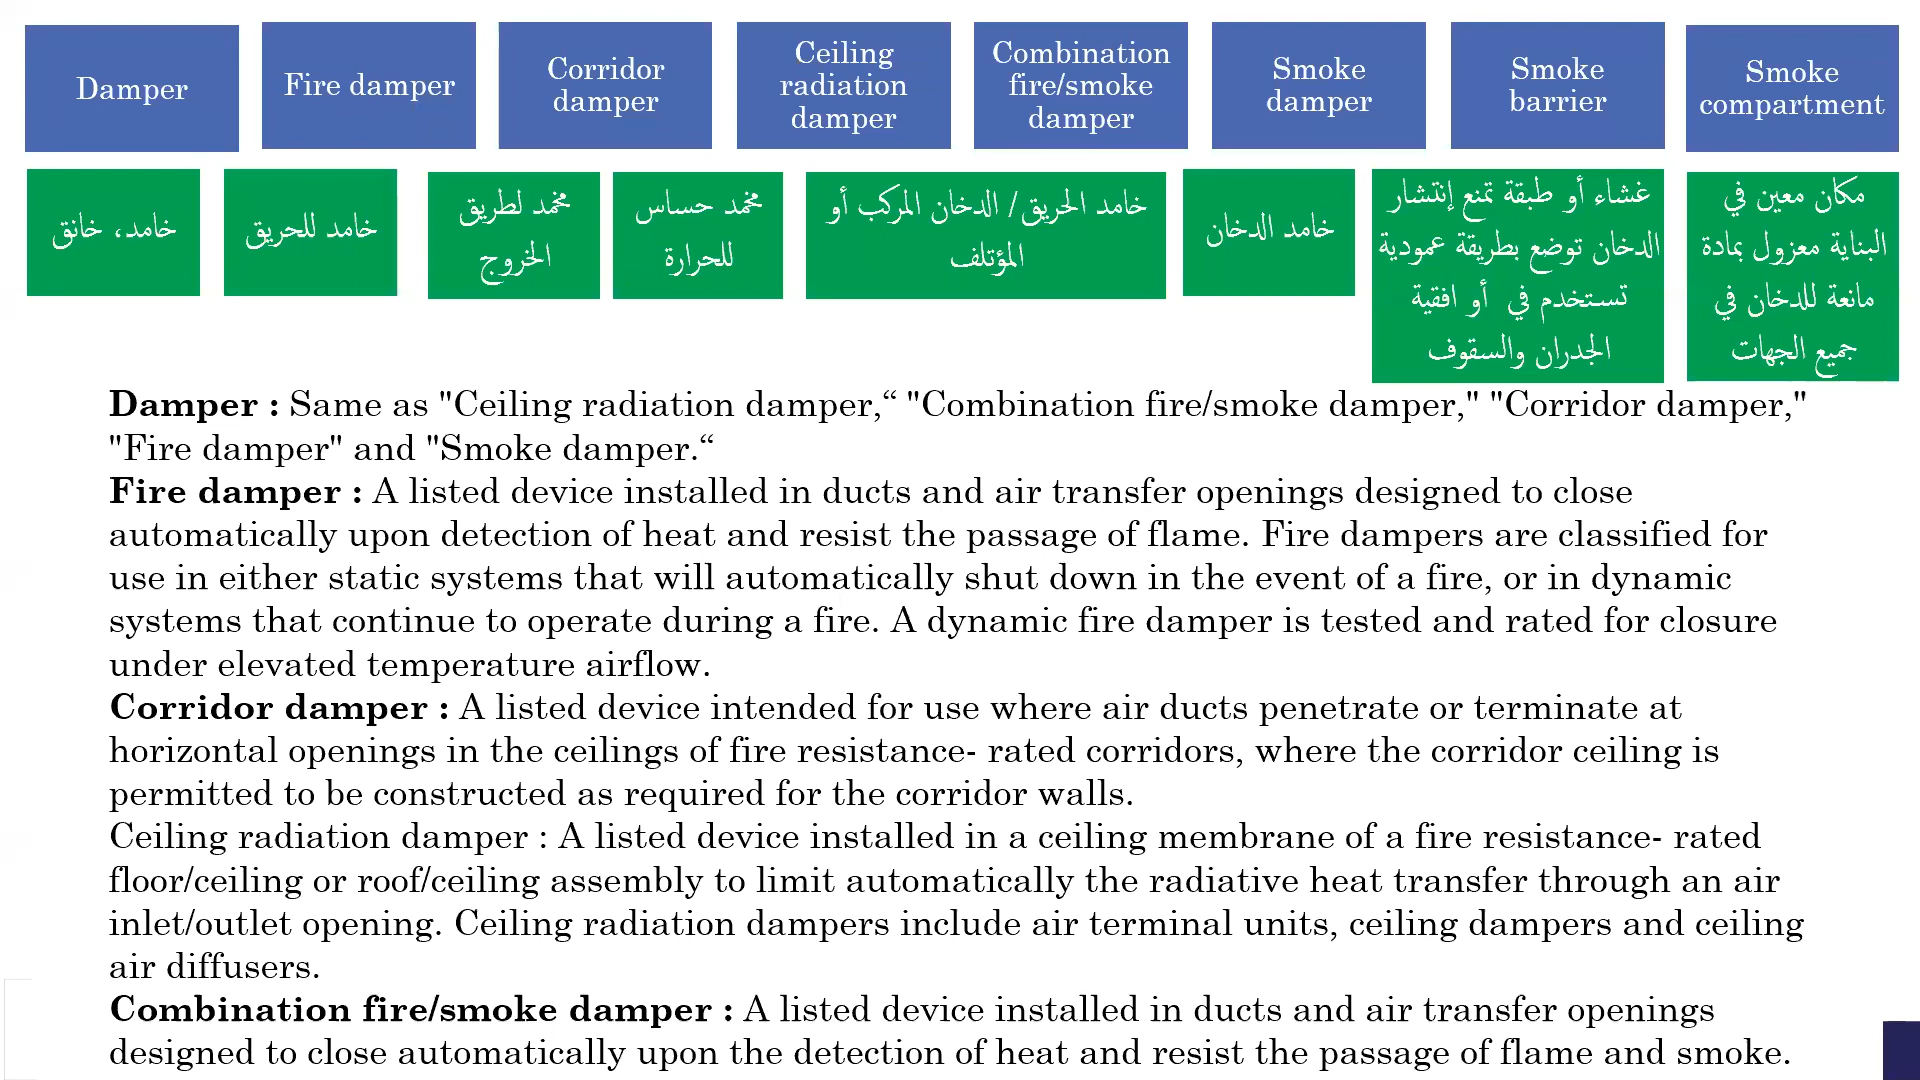 Damper
Fire damper
Corridor
damper
Ceiling
radiation
damper
Combination
fire/smoke
damper
Smoke
damper
Smoke
barrier
Smoke
compartment
خامد، خانق
خامد للحريق
مخمد لطريق
الخروج
مخمد حساس
للحرارة
خامد الحريق/ الدخان المركب أو
المؤتلف
خامد الدخان
غشاء أو طبقة تمنع إنتشار
الدخان توضع بطريقة عمودية
تستخدم في أو افقية
الجدران والسقوف
مكان معين في
البناية معزول بمادة
مانعة للدخان في
جميع الجهات
Damper : Same as "Ceiling radiation damper,“ "Combination fire/smoke damper," "Corridor damper,"
"Fire damper" and "Smoke damper.“
Fire damper : A listed device installed in ducts and air transfer openings designed to close
automatically upon detection of heat and resist the passage of flame. Fire dampers are classified for
use in either static systems that will automatically shut down in the event of a fire, or in dynamic
systems that continue to operate during a fire. A dynamic fire damper is tested and rated for closure
under elevated temperature airflow.
Corridor damper : A listed device intended for use where air ducts penetrate or terminate at
horizontal openings in the ceilings of fire resistance- rated corridors, where the corridor ceiling is
permitted to be constructed as required for the corridor walls.
Ceiling radiation damper : A listed device installed in a ceiling membrane of a fire resistance- rated
floor/ceiling or roof/ceiling assembly to limit automatically the radiative heat transfer through an air
inlet/outlet opening. Ceiling radiation dampers include air terminal units, ceiling dampers and ceiling
air diffusers.
Combination fire/smoke damper : A listed device installed in ducts and air transfer openings
designed to close automatically upon the detection of heat and resist the passage of flame and smoke.